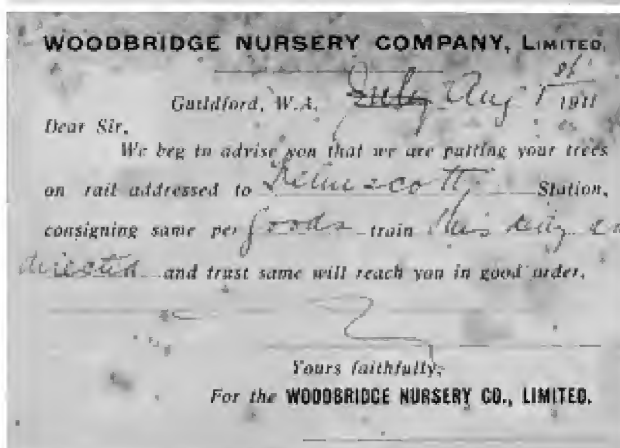 WOODBRIDGE NURSERY COMPANY, LIMITED,
Guildford, W.A. July Aug 1st 1911
Dear Sir,
We beg to advise you that we are putting your trees
on rail addressed to Station,
consigning same per goods train this day as
directed and trust same will reach you in good order.
Yours faithfully,
For the WOODBRIDGE NURSERY CO., LIMITED.